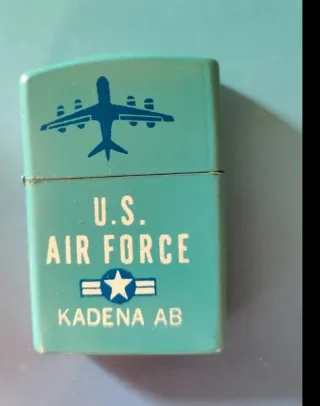 U.S.
AIR FORCE
KADENA AB